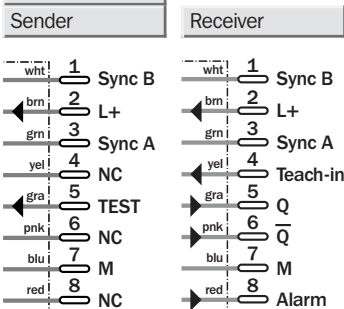 Sender
wht 1 Sync B
brn 2 L+
grn 3 Sync A
yel 4 NC
gra 5 TEST
pnk 6 NC
blu 7 M
red 8 NC
Receiver
wht 1 Sync B
brn 2 L+
grn 3 Sync A
yel 4 Teach-in
gra 5 Q
pnk 6 Q̅
blu 7 M
red 8 Alarm